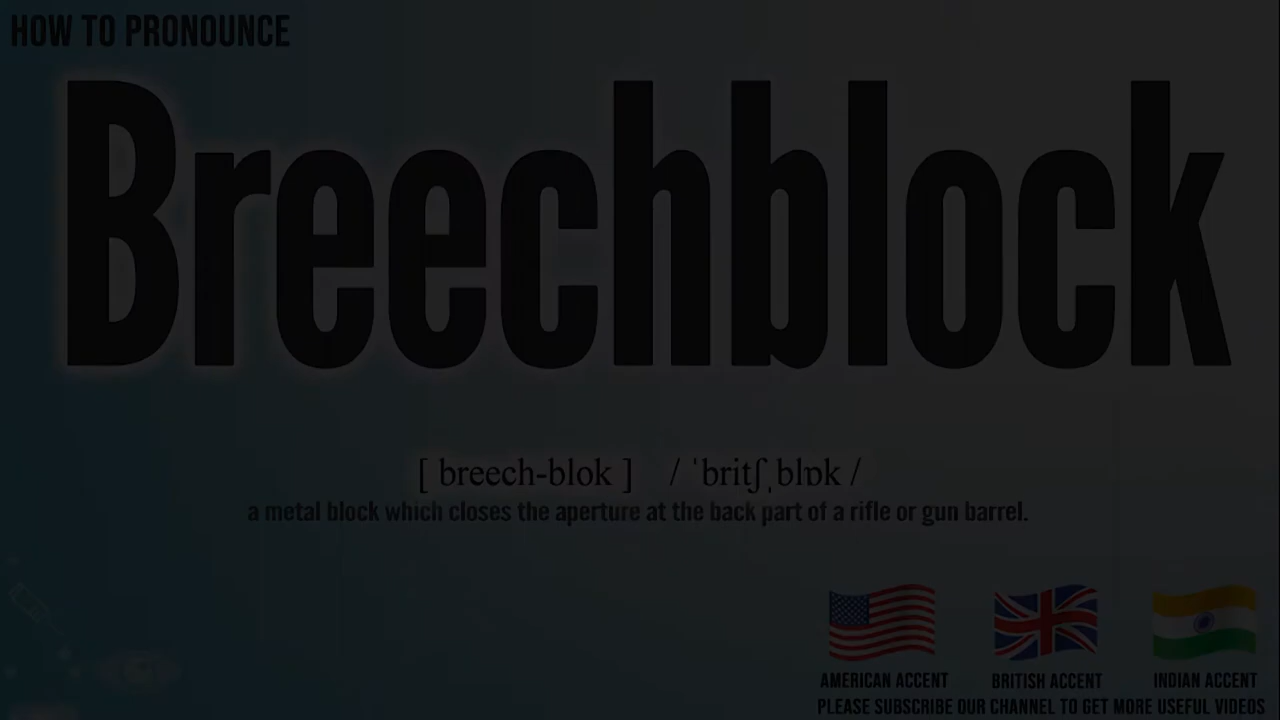 HOW TO PRONOUNCE
Breechblock
[ breech-blok ] / ˈbritʃˌblɒk /
a metal block which closes the aperture at the back part of a rifle or gun barrel.
AMERICAN ACCENT BRITISH ACCENT INDIAN ACCENT
PLEASE SUBSCRIBE OUR CHANNEL TO GET MORE USEFUL VIDEOS